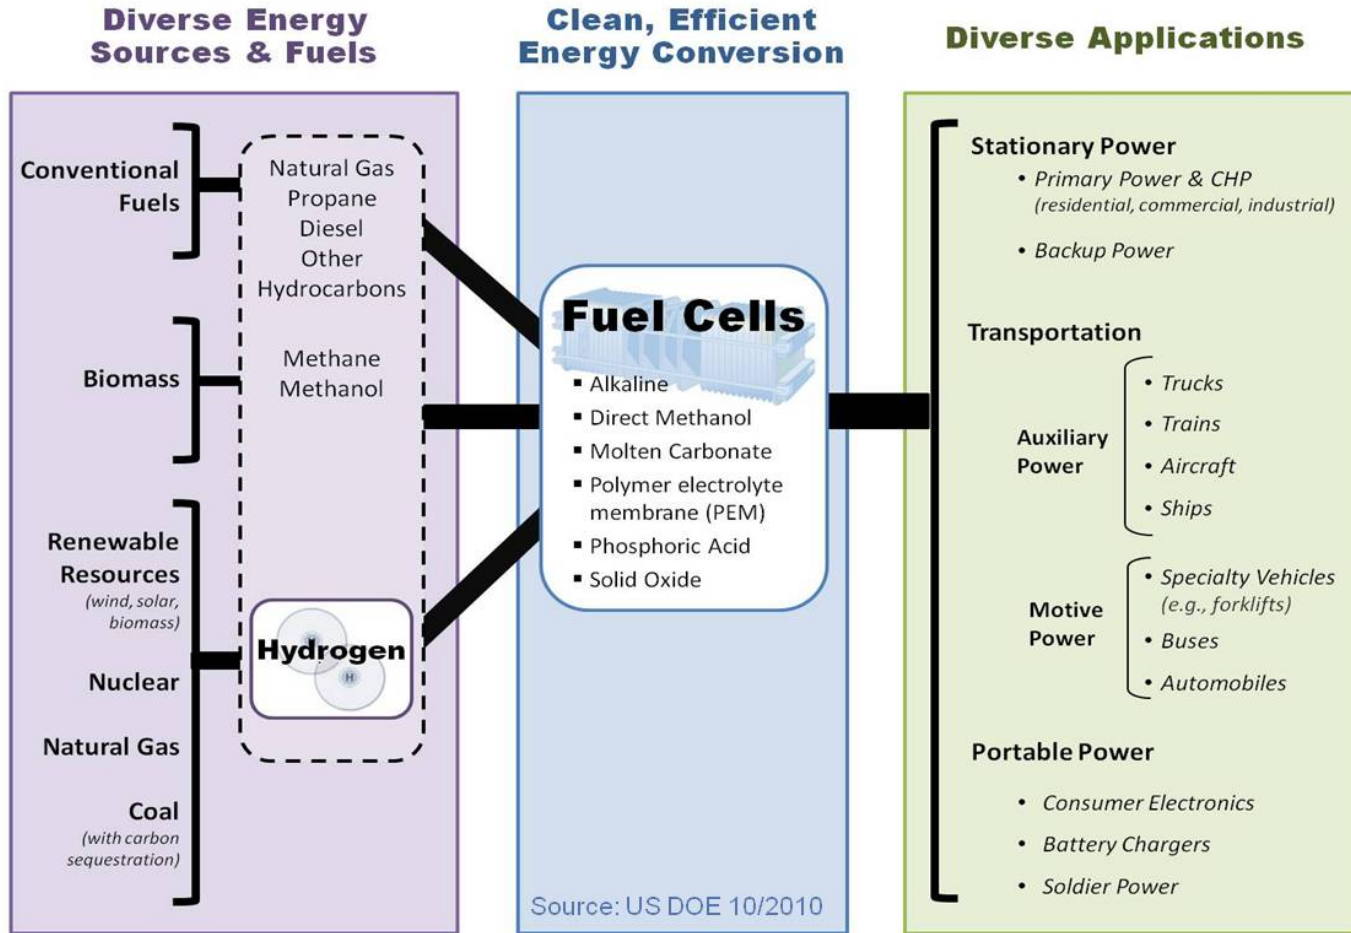 Diverse Energy
Sources & Fuels
Conventional
Fuels
Biomass
Renewable
Resources
(wind, solar,
biomass)
Nuclear
Natural Gas
Coal
(with carbon
sequestration)
Natural Gas
Propane
Diesel
Other
Hydrocarbons
Methane
Methanol
H
Hydrogen
H
Clean, Efficient
Energy Conversion
Fuel Cells
▪ Alkaline
▪ Direct Methanol
▪ Molten Carbonate
▪ Polymer electrolyte
membrane (PEM)
▪ Phosphoric Acid
▪ Solid Oxide
Source: US DOE 10/2010
Diverse Applications
Stationary Power
• Primary Power & CHP
(residential, commercial, industrial)
• Backup Power
Transportation
Auxiliary
Power
• Trucks
• Trains
• Aircraft
• Ships
Motive
Power
• Specialty Vehicles
(e.g., forklifts)
• Buses
• Automobiles
Portable Power
• Consumer Electronics
• Battery Chargers
• Soldier Power